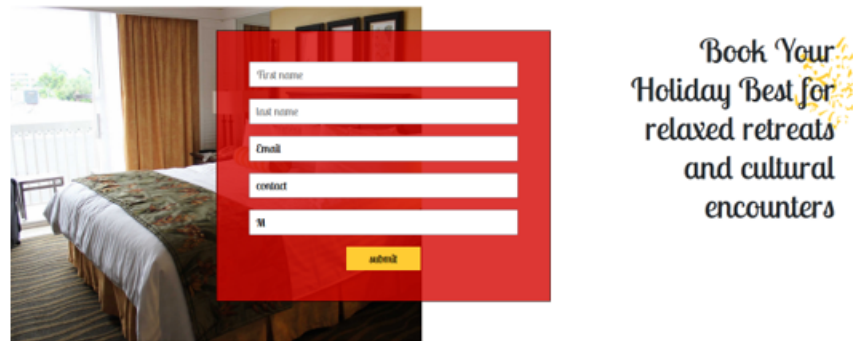 First name
last name
Email
contact
M
submit
Book Your
Holiday Best for
relaxed retreats
and cultural
encounters